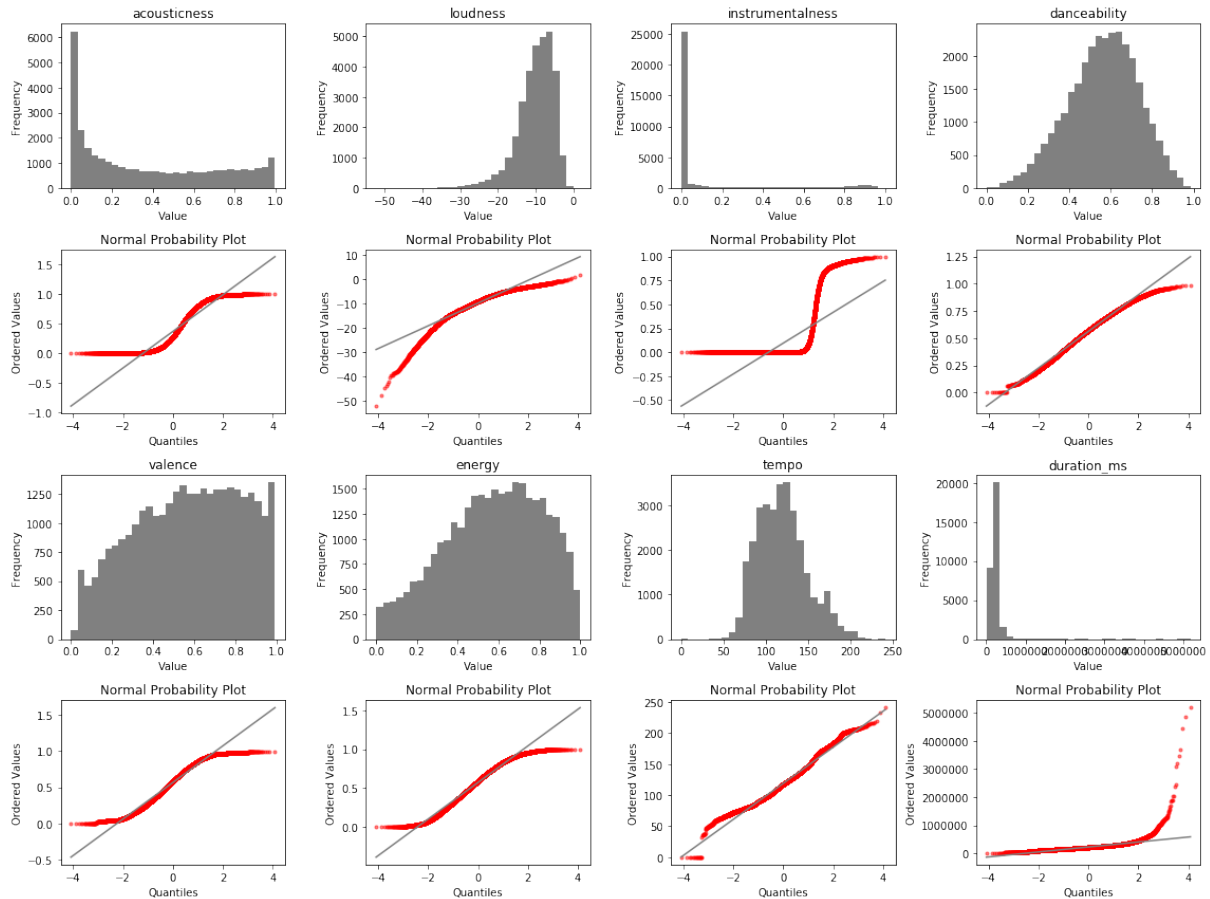 acousticness
6000
5000
4000
3000
2000
1000
0
Frequency
0.0 0.2 0.4 0.6 0.8 1.0
Value
loudness
5000
4000
3000
2000
1000
0
Frequency
−50 −40 −30 −20 −10 0
Value
instrumentalness
25000
20000
15000
10000
5000
0
Frequency
0.0 0.2 0.4 0.6 0.8 1.0
Value
danceability
2000
1500
1000
500
0
Frequency
0.0 0.2 0.4 0.6 0.8 1.0
Value
Normal Probability Plot
1.5
1.0
0.5
0.0
−0.5
−1.0
Ordered Values
−4 −2 0 2 4
Quantiles
Normal Probability Plot
10
0
−10
−20
−30
−40
−50
Ordered Values
−4 −2 0 2 4
Quantiles
Normal Probability Plot
1.00
0.75
0.50
0.25
0.00
−0.25
−0.50
Ordered Values
−4 −2 0 2 4
Quantiles
Normal Probability Plot
1.25
1.00
0.75
0.50
0.25
0.00
Ordered Values
−4 −2 0 2 4
Quantiles
valence
1250
1000
750
500
250
0
Frequency
0.0 0.2 0.4 0.6 0.8 1.0
Value
energy
1500
1250
1000
750
500
250
0
Frequency
0.0 0.2 0.4 0.6 0.8 1.0
Value
tempo
3000
2000
1000
0
Frequency
0 50 100 150 200 250
Value
duration_ms
20000
15000
10000
5000
0
Frequency
0 1000000 2000000 3000000 4000000 5000000
Value
Normal Probability Plot
1.5
1.0
0.5
0.0
−0.5
Ordered Values
−4 −2 0 2 4
Quantiles
Normal Probability Plot
1.5
1.0
0.5
0.0
Ordered Values
−4 −2 0 2 4
Quantiles
Normal Probability Plot
250
200
150
100
50
0
Ordered Values
−4 −2 0 2 4
Quantiles
Normal Probability Plot
5000000
4000000
3000000
2000000
1000000
0
Ordered Values
−4 −2 0 2 4
Quantiles